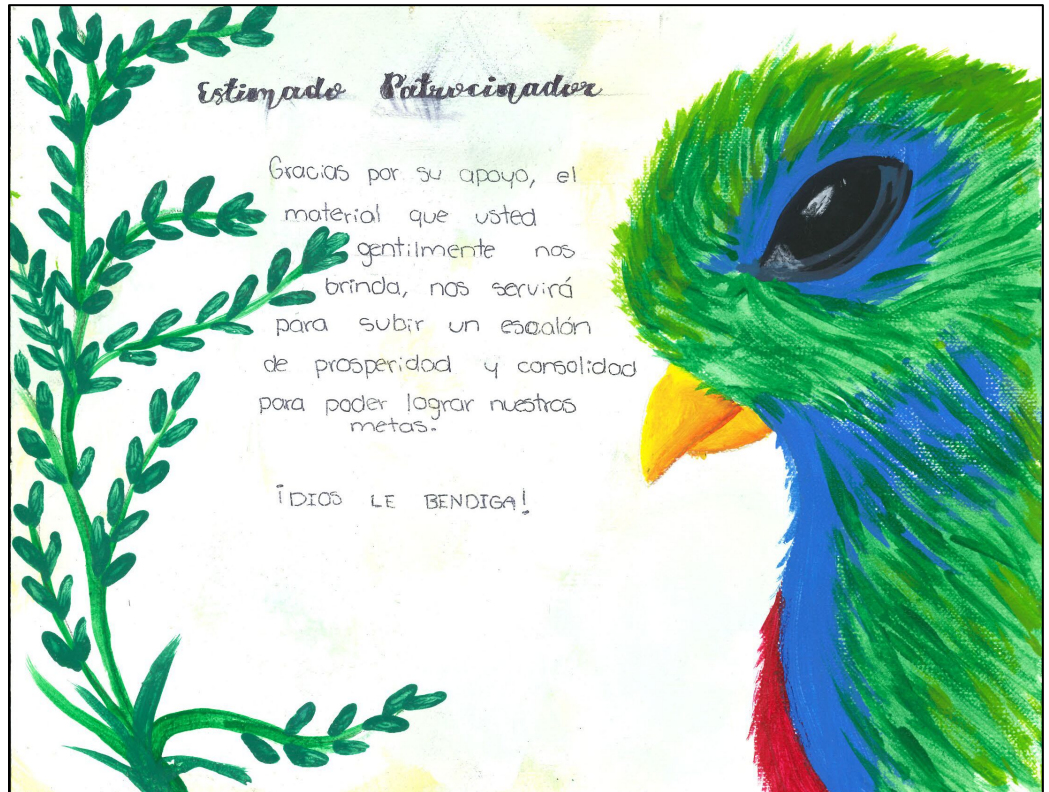 Estimado Patrocinador
Gracias por su apoyo, el
material que usted
gentilmente nos
brinda, nos servirá
para subir un escalón
de prosperidad y consolidad
para poder lograr nuestras
metas.
¡DIOS LE BENDIGA!